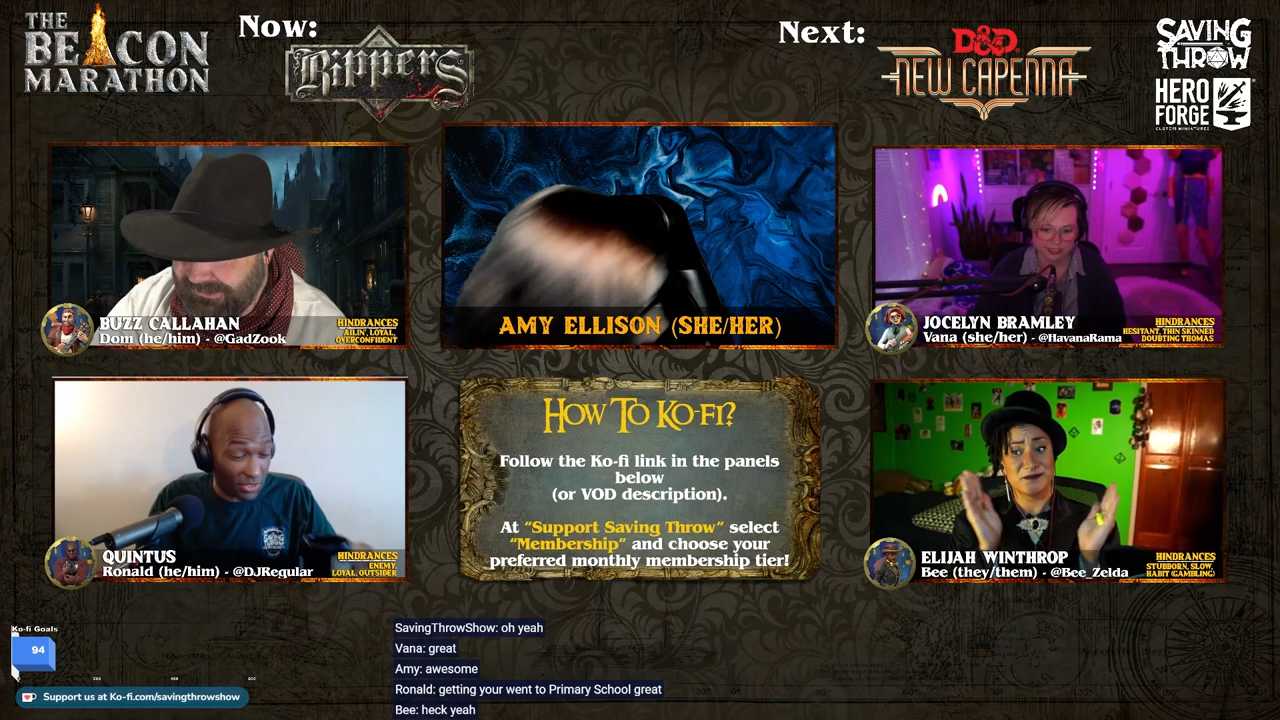 THE
BEACON
MARATHON
Now:
Rippers
Next:
D&D
NEW CAPENNA
SAVING
THROW
HERO
FORGE
CUSTOM MINIATURES
BUZZ CALLAHAN
Dom (he/him) - @GadZook
HINDRANCES
AILIN', LOYAL,
OVERCONFIDENT
AMY ELLISON (SHE/HER)
JOCELYN BRAMLEY
Vana (she/her) - @HavanaRama
HINDRANCES
HESITANT, THIN SKINNED
DOUBTING THOMAS
QUINTUS
Ronald (he/him) - @DJRegular
HINDRANCES
ENEMY,
LOYAL, OUTSIDER
HOW TO KO-FI?
Follow the Ko-fi link in the panels
below
(or VOD description).
At “Support Saving Throw” select
“Membership” and choose your
preferred monthly membership tier!
ELIJAH WINTHROP
Bee (they/them) - @Bee_Zelda
HINDRANCES
STUBBORN, SLOW,
HABIT (GAMBLING)
Ko-fi Goals
94
Support us at Ko-fi.com/savingthrowshow
SavingThrowShow: oh yeah
Vana: great
Amy: awesome
Ronald: getting your went to Primary School great
Bee: heck yeah